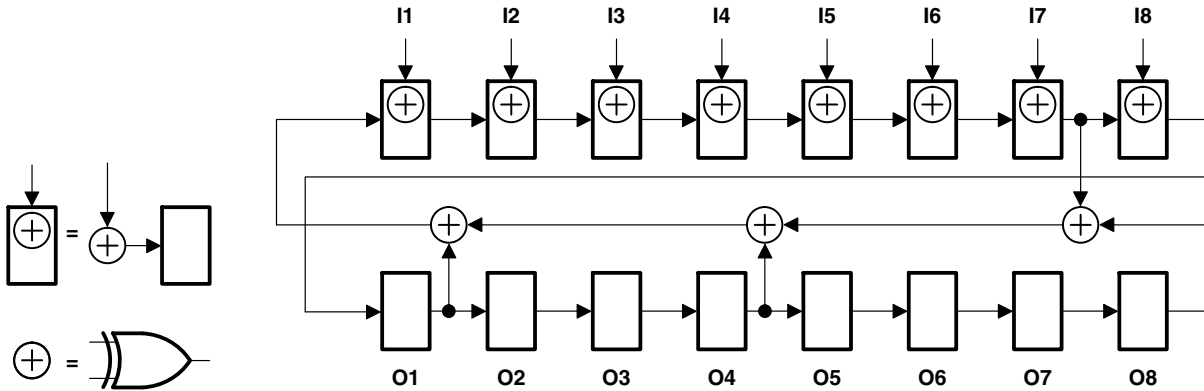 I1 I2 I3 I4 I5 I6 I7 I8
=
=
O1 O2 O3 O4 O5 O6 O7 O8